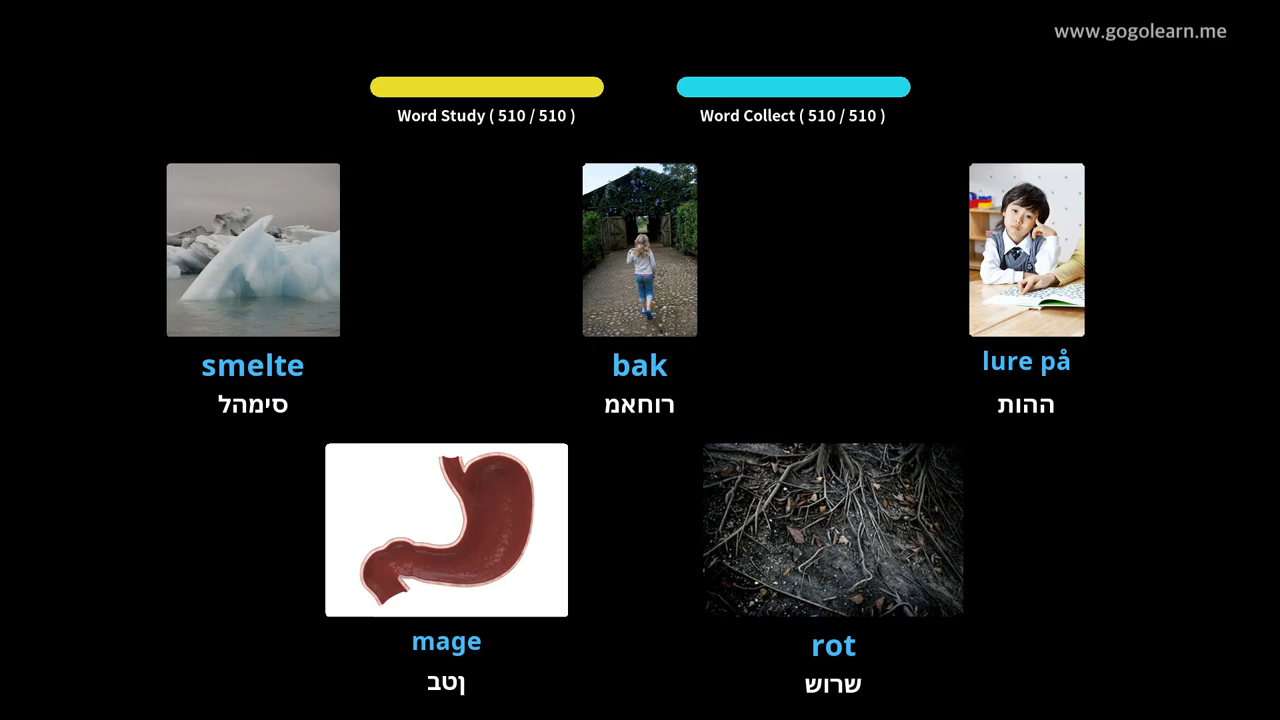 www.gogolearn.me
Word Study ( 510 / 510 )
Word Collect ( 510 / 510 )
smelte
סימהל
bak
רוחאמ
lure på
ההות
mage
ןטב
rot
שרוש